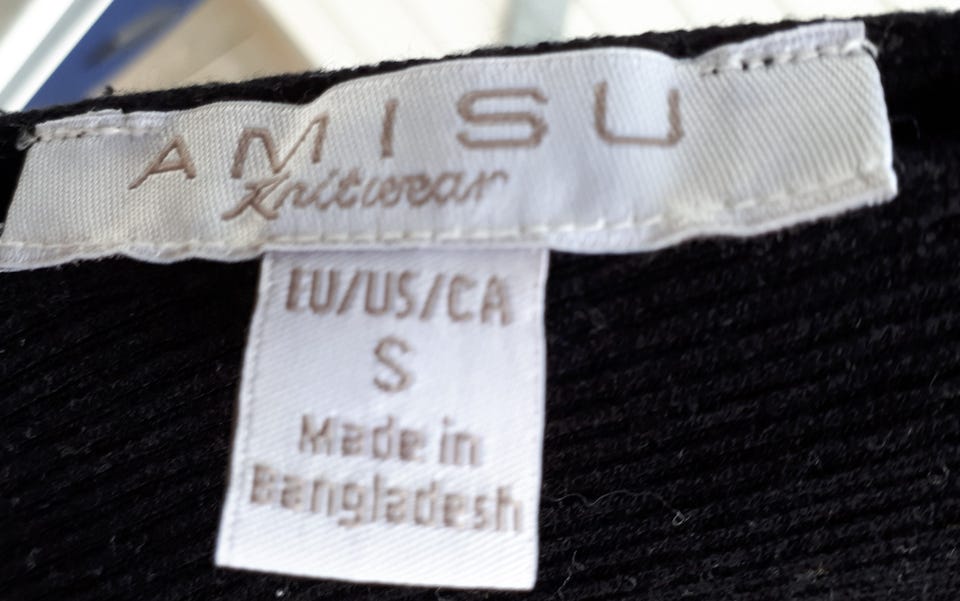 AMISU
Knitwear
EU/US/CA
S
Made in
Bangladesh